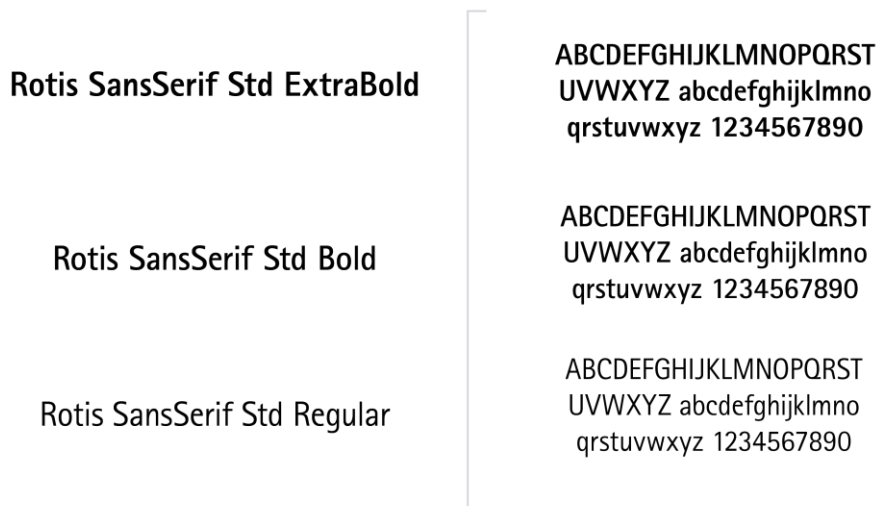 Rotis SansSerif Std ExtraBold
ABCDEFGHIJKLMNOPQRST
UVWXYZ abcdefghijklmno
qrstuvwxyz 1234567890
Rotis SansSerif Std Bold
ABCDEFGHIJKLMNOPQRST
UVWXYZ abcdefghijklmno
qrstuvwxyz 1234567890
Rotis SansSerif Std Regular
ABCDEFGHIJKLMNOPQRST
UVWXYZ abcdefghijklmno
qrstuvwxyz 1234567890